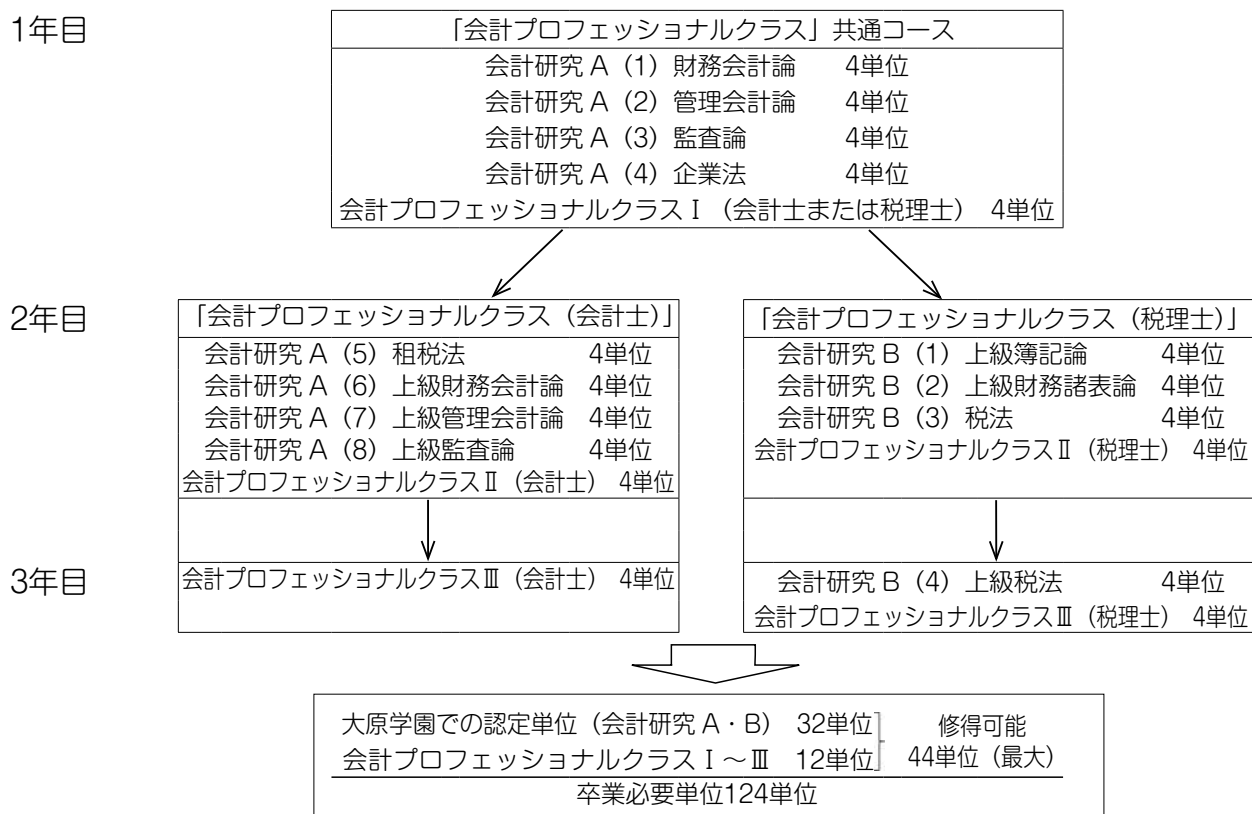 1年目
「会計プロフェッショナルクラス」共通コース
会計研究 A（1）財務会計論 4単位
会計研究 A（2）管理会計論 4単位
会計研究 A（3）監査論 4単位
会計研究 A（4）企業法 4単位
会計プロフェッショナルクラスⅠ（会計士または税理士） 4単位
2年目
「会計プロフェッショナルクラス（会計士）」
会計研究 A（5）租税法 4単位
会計研究 A（6）上級財務会計論 4単位
会計研究 A（7）上級管理会計論 4単位
会計研究 A（8）上級監査論 4単位
会計プロフェッショナルクラスⅡ（会計士） 4単位
「会計プロフェッショナルクラス（税理士）」
会計研究 B（1）上級簿記論 4単位
会計研究 B（2）上級財務諸表論 4単位
会計研究 B（3）税法 4単位
会計プロフェッショナルクラスⅡ（税理士） 4単位
3年目
会計プロフェッショナルクラスⅢ（会計士） 4単位
会計研究 B（4）上級税法 4単位
会計プロフェッショナルクラスⅢ（税理士） 4単位
大原学園での認定単位（会計研究 A・B） 32単位
会計プロフェッショナルクラスⅠ～Ⅲ 12単位
修得可能
44単位（最大）
卒業必要単位124単位